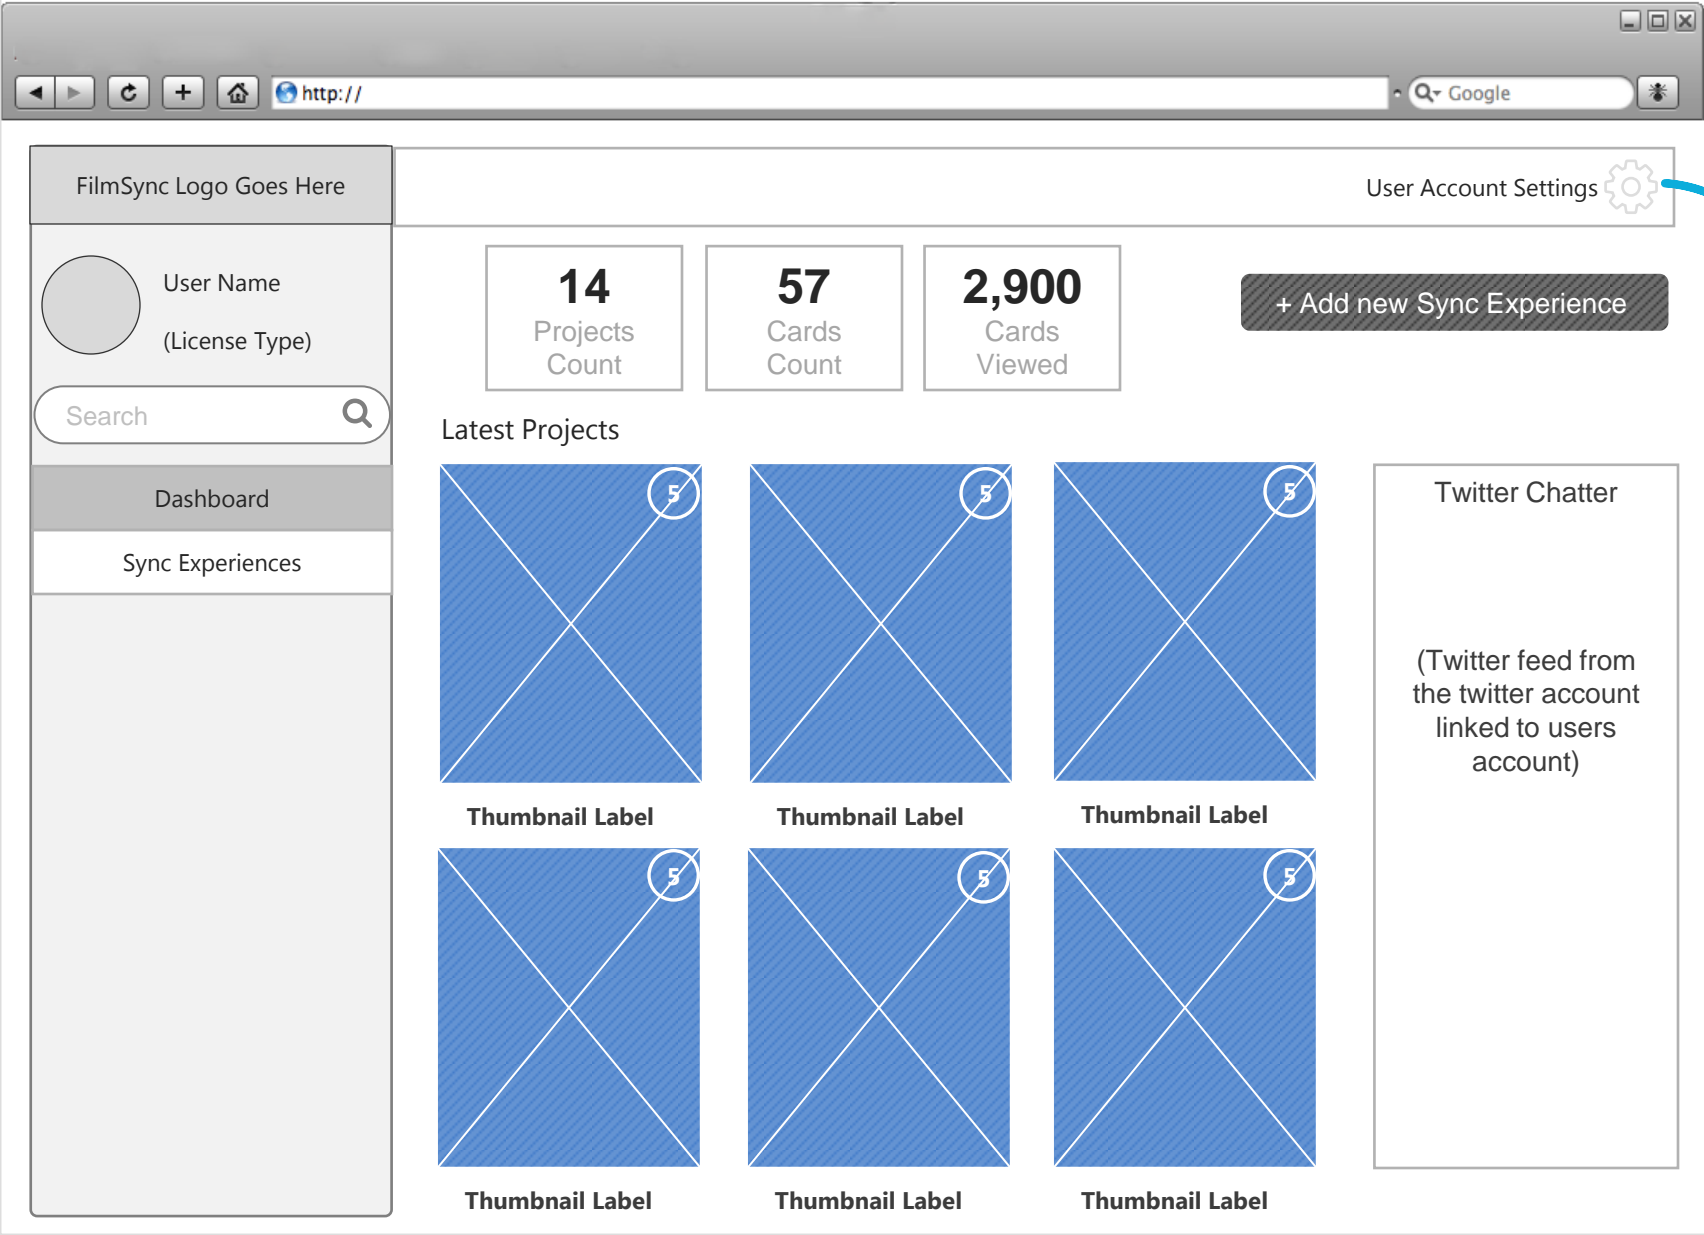 http://
Google
FilmSync Logo Goes Here
User Account Settings
User Name
(License Type)
Search
Dashboard
Sync Experiences
14
Projects
Count
57
Cards
Count
2,900
Cards
Viewed
+ Add new Sync Experience
Latest Projects
5
5
5
Thumbnail Label
Thumbnail Label
Thumbnail Label
5
5
5
Thumbnail Label
Thumbnail Label
Thumbnail Label
Twitter Chatter
(Twitter feed from
the twitter account
linked to users
account)